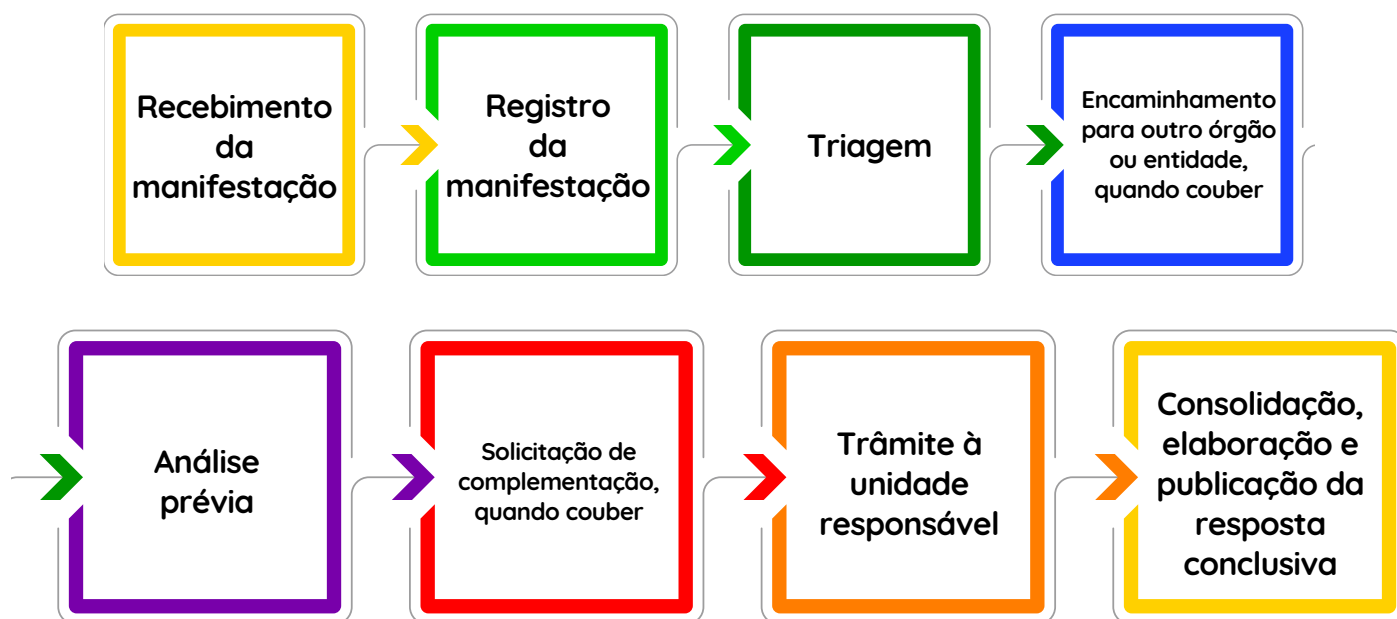 Recebimento
da
manifestação
Registro
da
manifestação
Triagem
Encaminhamento
para outro órgão
ou entidade,
quando couber
Análise
prévia
Solicitação de
complementação,
quando couber
Trâmite à
unidade
responsável
Consolidação,
elaboração e
publicação da
resposta
conclusiva